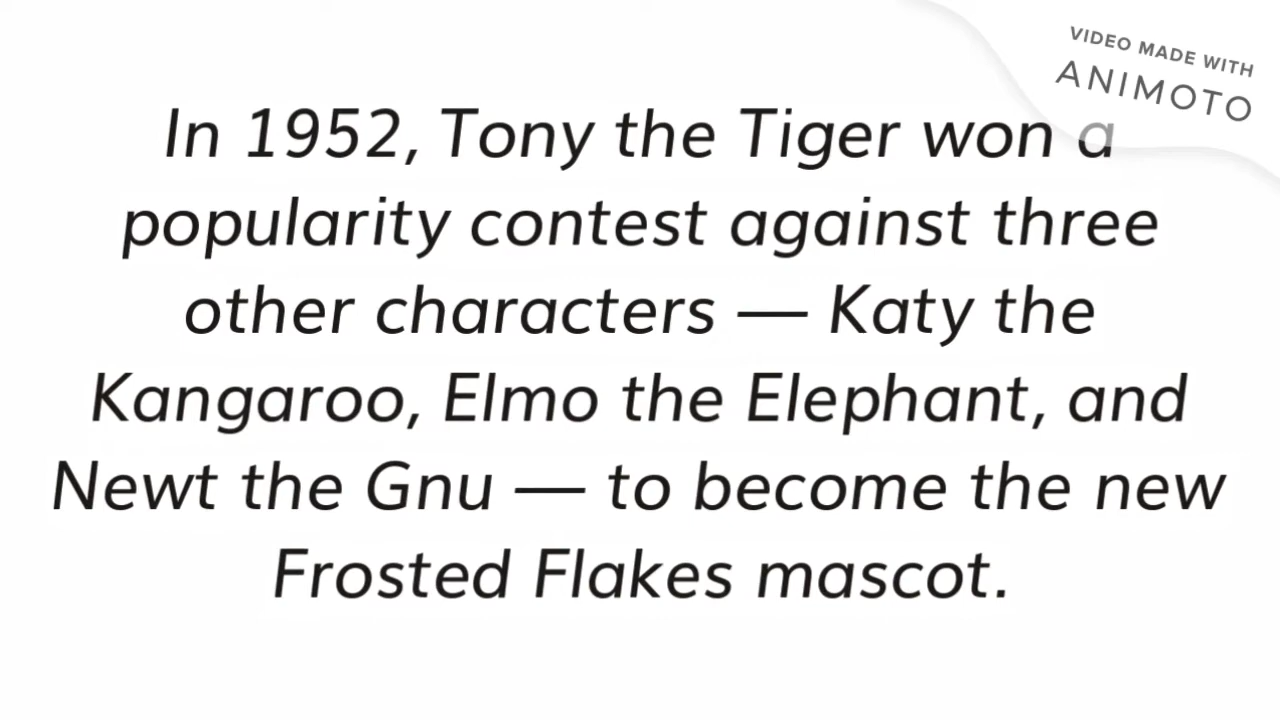 VIDEO MADE WITH
ANIMOTO
In 1952, Tony the Tiger won a
popularity contest against three
other characters — Katy the
Kangaroo, Elmo the Elephant, and
Newt the Gnu — to become the new
Frosted Flakes mascot.